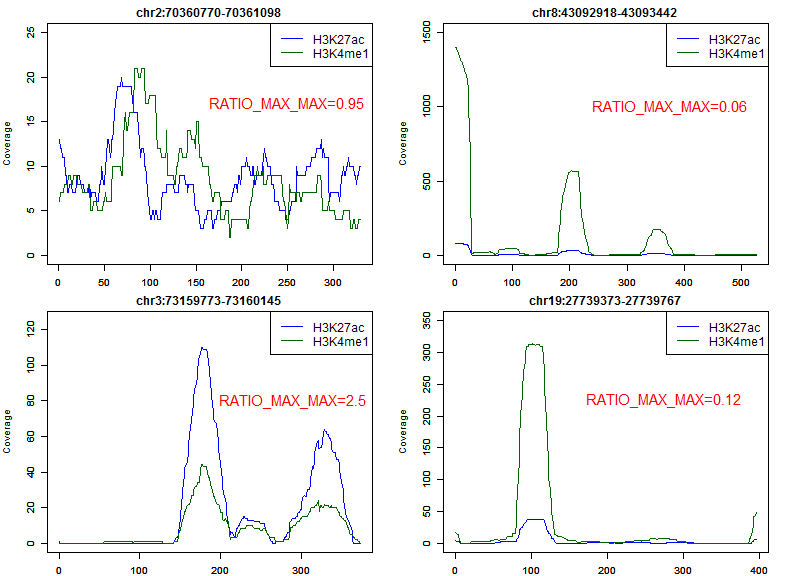 chr2:70360770-70361098
H3K27ac
H3K4me1
RATIO_MAX_MAX=0.95
Coverage
0 5 10 15 20 25
0 50 100 150 200 250 300
chr8:43092918-43093442
H3K27ac
H3K4me1
RATIO_MAX_MAX=0.06
Coverage
0 500 1000 1500
0 100 200 300 400 500
chr3:73159773-73160145
H3K27ac
H3K4me1
RATIO_MAX_MAX=2.5
Coverage
0 20 40 60 80 100 120
0 100 200 300
chr19:27739373-27739767
H3K27ac
H3K4me1
RATIO_MAX_MAX=0.12
Coverage
0 50 100 150 200 250 300 350
0 100 200 300 400